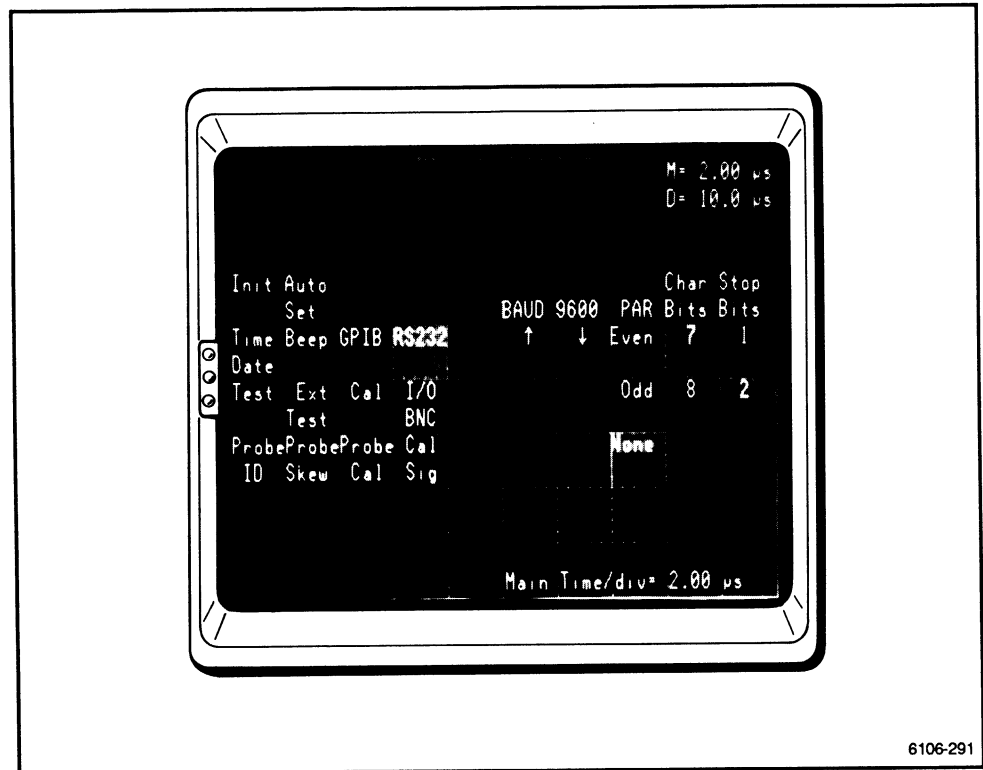 M= 2.00 µs
D= 10.0 µs
Init Auto Char Stop
Set BAUD 9600 PAR Bits Bits
Time Beep GPIB RS232 ↑ ↓ Even 7 1
Date
Test Ext Cal I/O Odd 8 2
Test BNC
ProbeProbeProbe Cal None
ID Skew Cal Sig
Main Time/div= 2.00 µs
6106-291